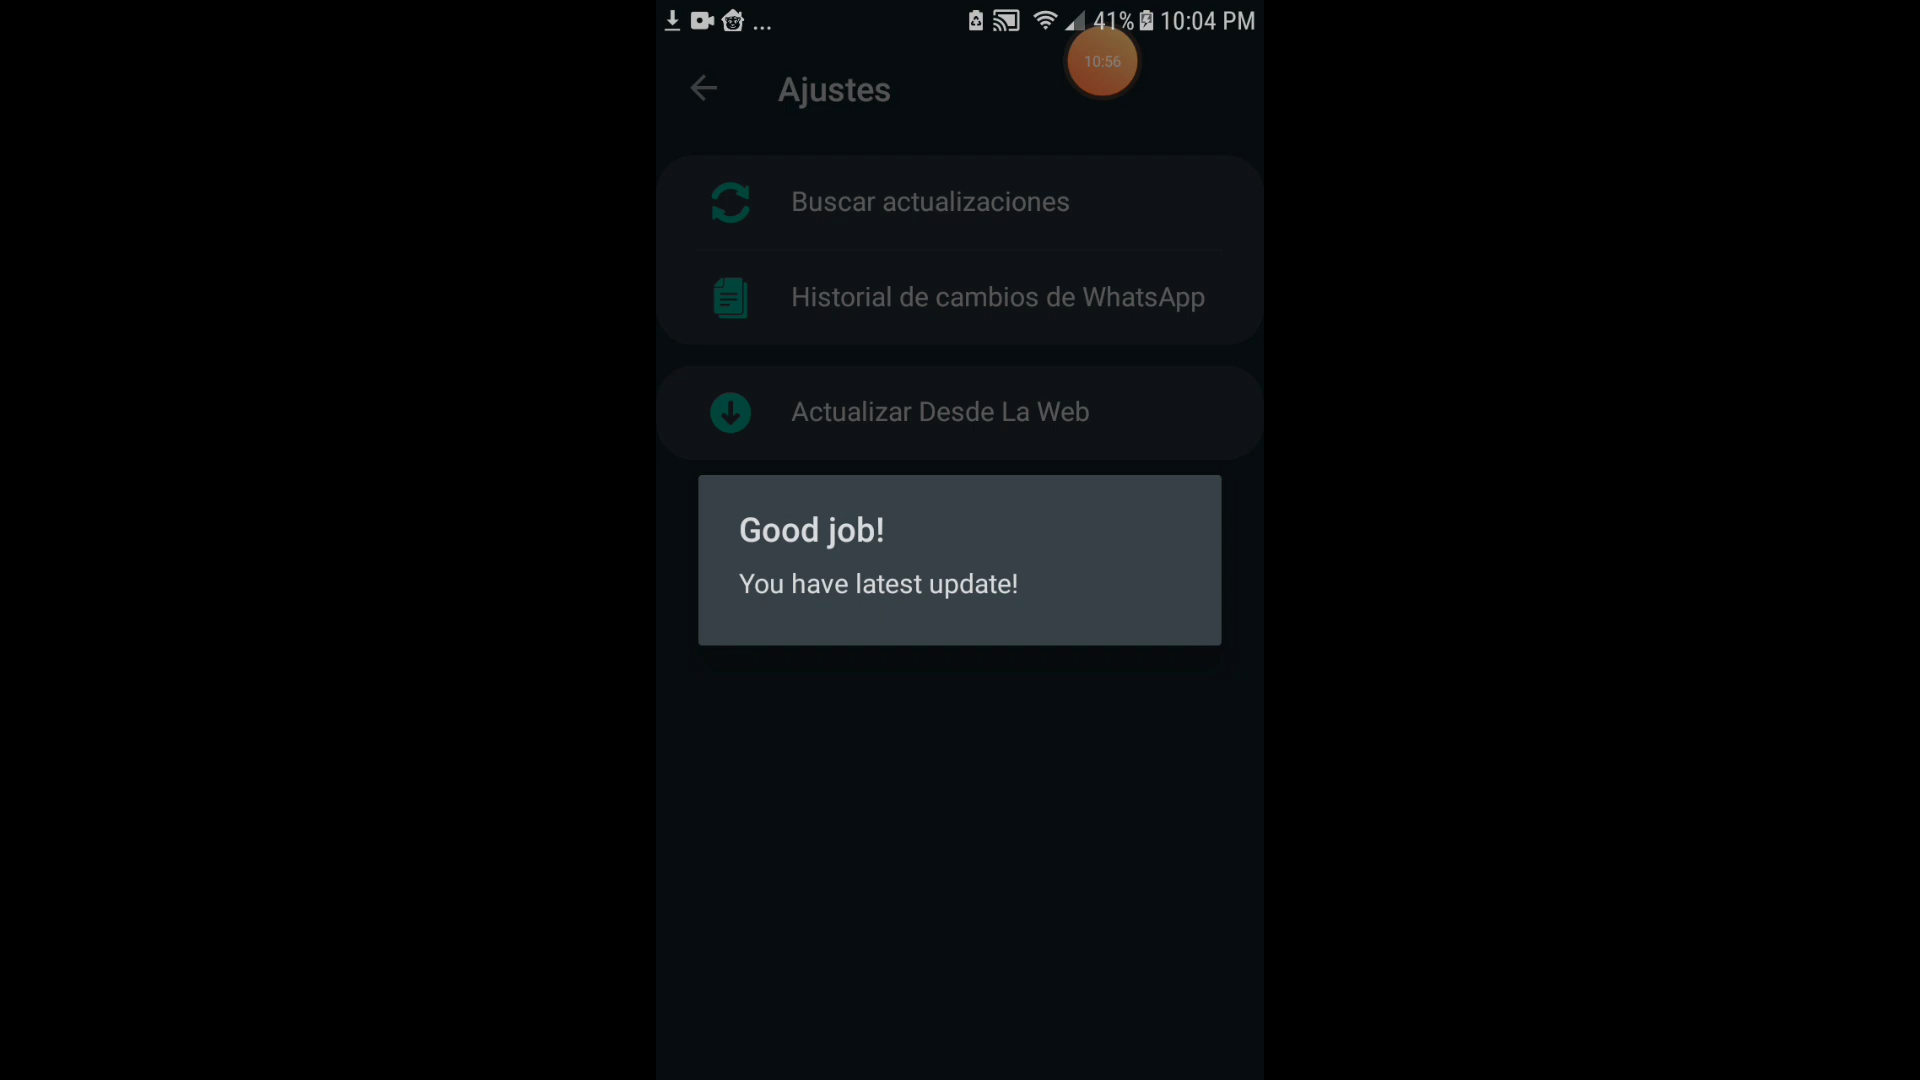 ... 41% 10:04 PM
10:56
Ajustes
Buscar actualizaciones
Historial de cambios de WhatsApp
Actualizar Desde La Web
Good job!
You have latest update!